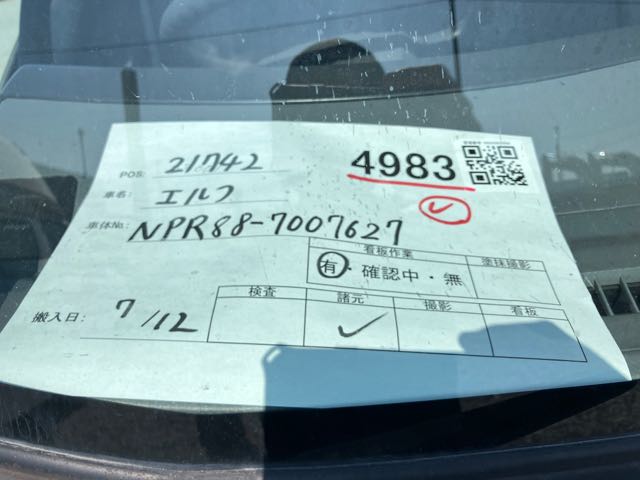 POS: 21742 4983
車名: エルフ
車体No: NPR88-7007627
看板作業 塗抹撮影
有・確認中・無
搬入日: 7/12
検査 諸元 撮影 看板
✓